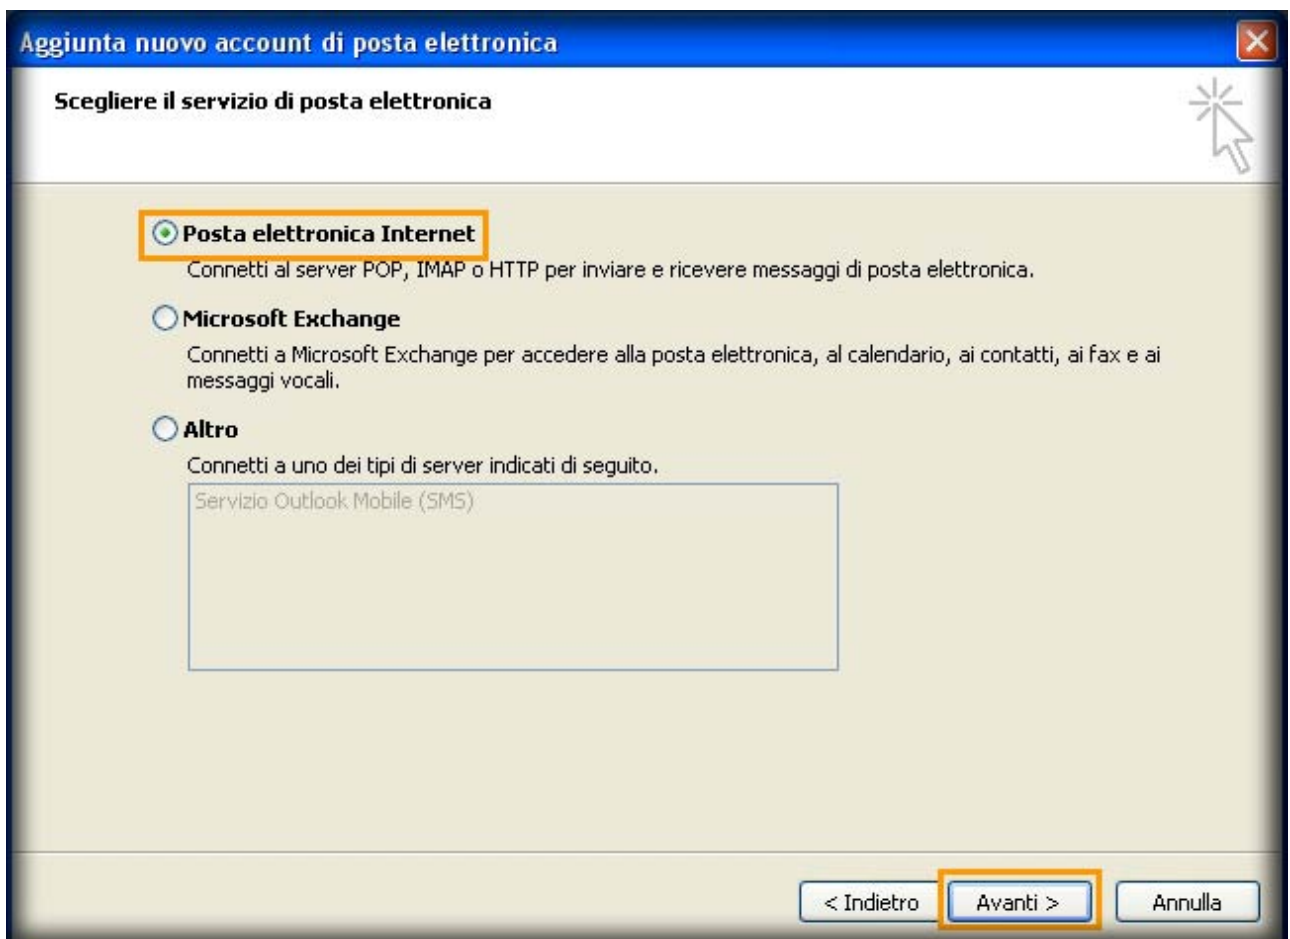 Aggiunta nuovo account di posta elettronica
Scegliere il servizio di posta elettronica
Posta elettronica Internet
Connetti al server POP, IMAP o HTTP per inviare e ricevere messaggi di posta elettronica.
Microsoft Exchange
Connetti a Microsoft Exchange per accedere alla posta elettronica, al calendario, ai contatti, ai fax e ai
messaggi vocali.
Altro
Connetti a uno dei tipi di server indicati di seguito.
Servizio Outlook Mobile (SMS)
< Indietro Avanti > Annulla